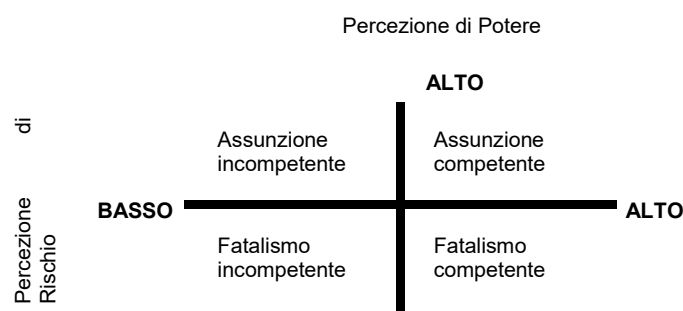 Percezione di Potere
ALTO
Assunzione
incompetente
Assunzione
competente
BASSO
ALTO
Fatalismo
incompetente
Fatalismo
competente
Percezione di
Rischio